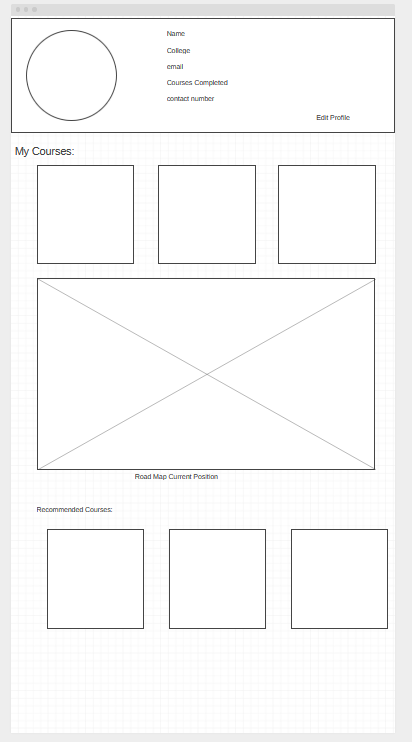 Name
College
email
Courses Completed
contact number
Edit Profile
My Courses:
Road Map Current Position
Recommended Courses: